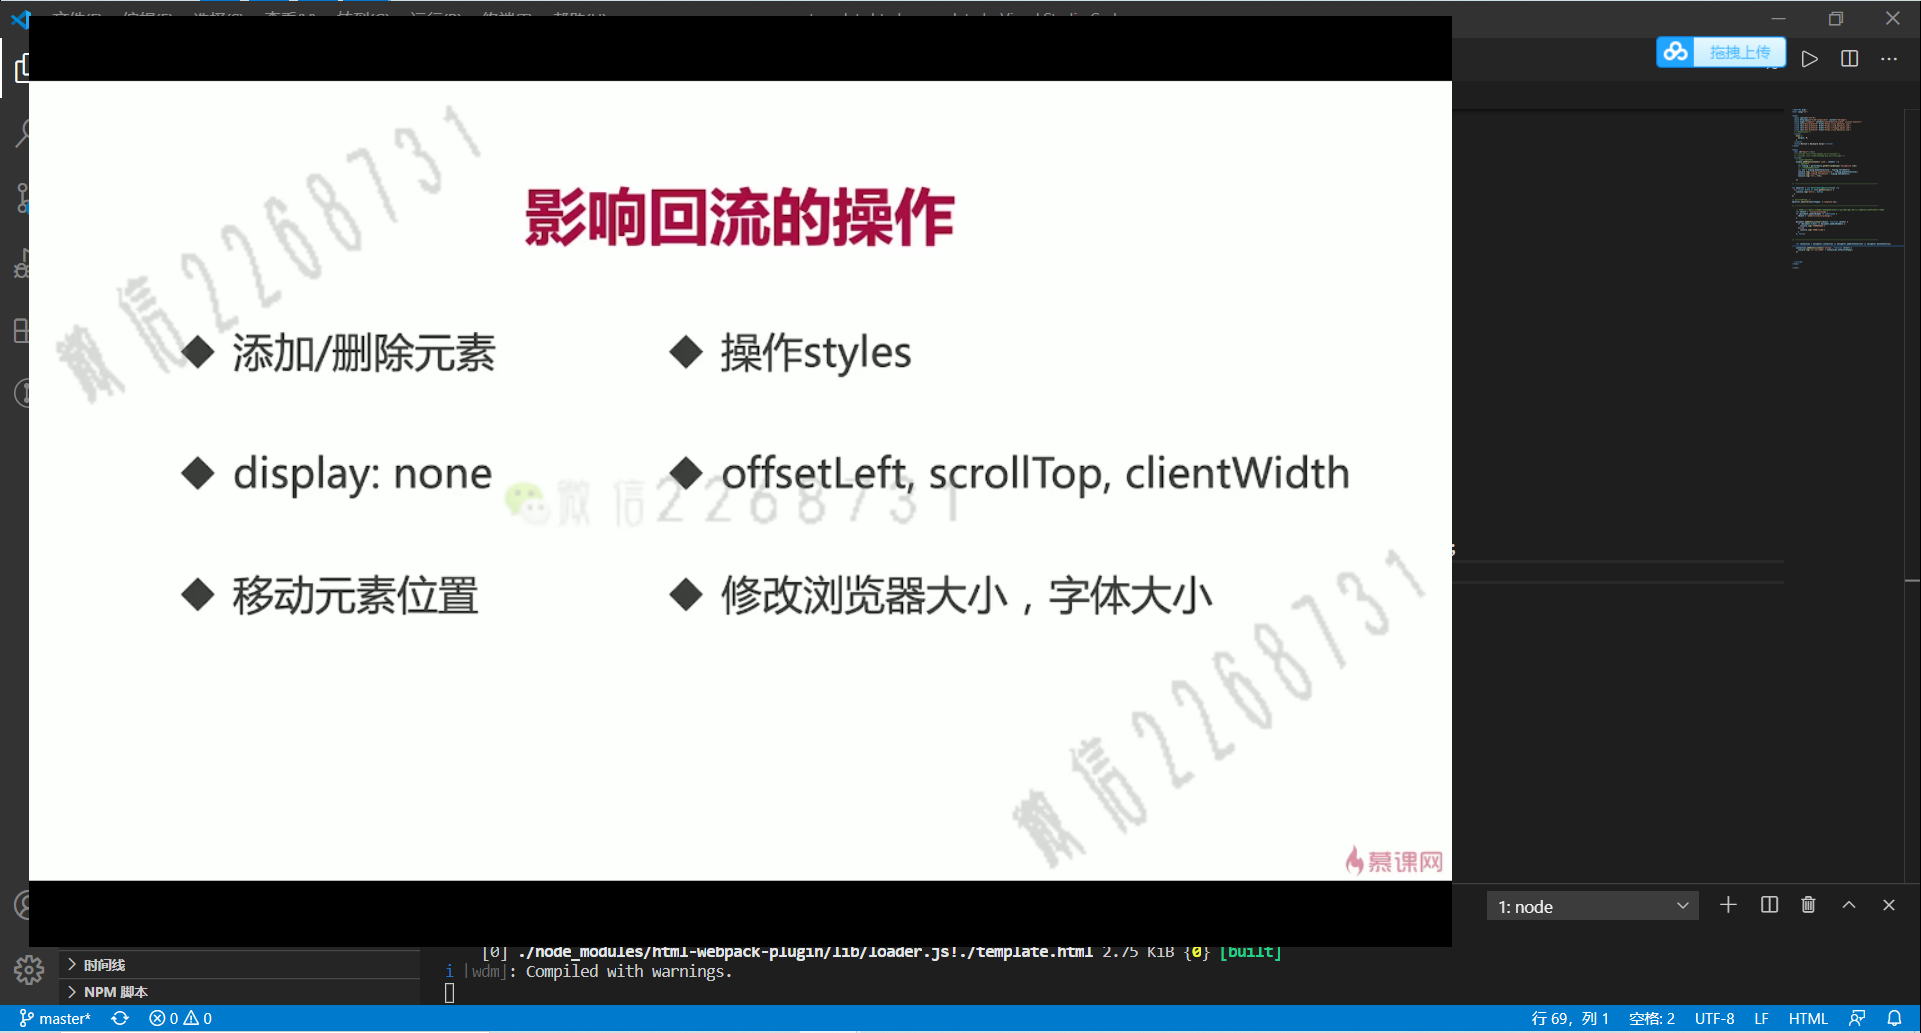 拖拽上传
影响回流的操作
添加/删除元素
操作styles
display: none
offsetLeft, scrollTop, clientWidth
移动元素位置
修改浏览器大小，字体大小
微信2268731
微信2268731
微信2268731
慕课网
1: node
[0] ./node_modules/html-webpack-plugin/lib/loader.js!./template.html 2.75 KiB {0} [built]
i ｢wdm｣: Compiled with warnings.
时间线
NPM 脚本
master* 0 0 行 69，列 1 空格: 2 UTF-8 LF HTML